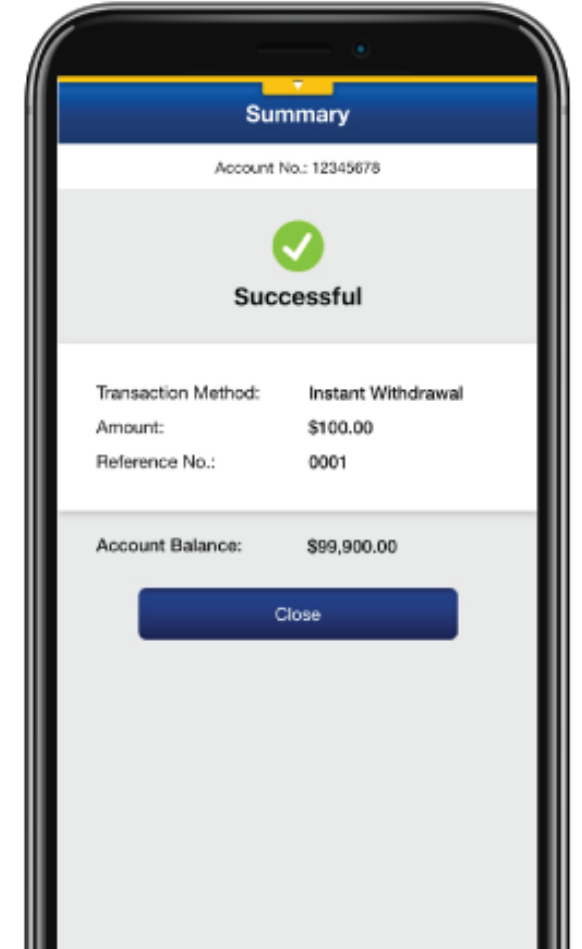 Summary
Account No.: 12345678
Successful
Transaction Method: Instant Withdrawal
Amount: $100.00
Reference No.: 0001
Account Balance: $99,900.00
Close